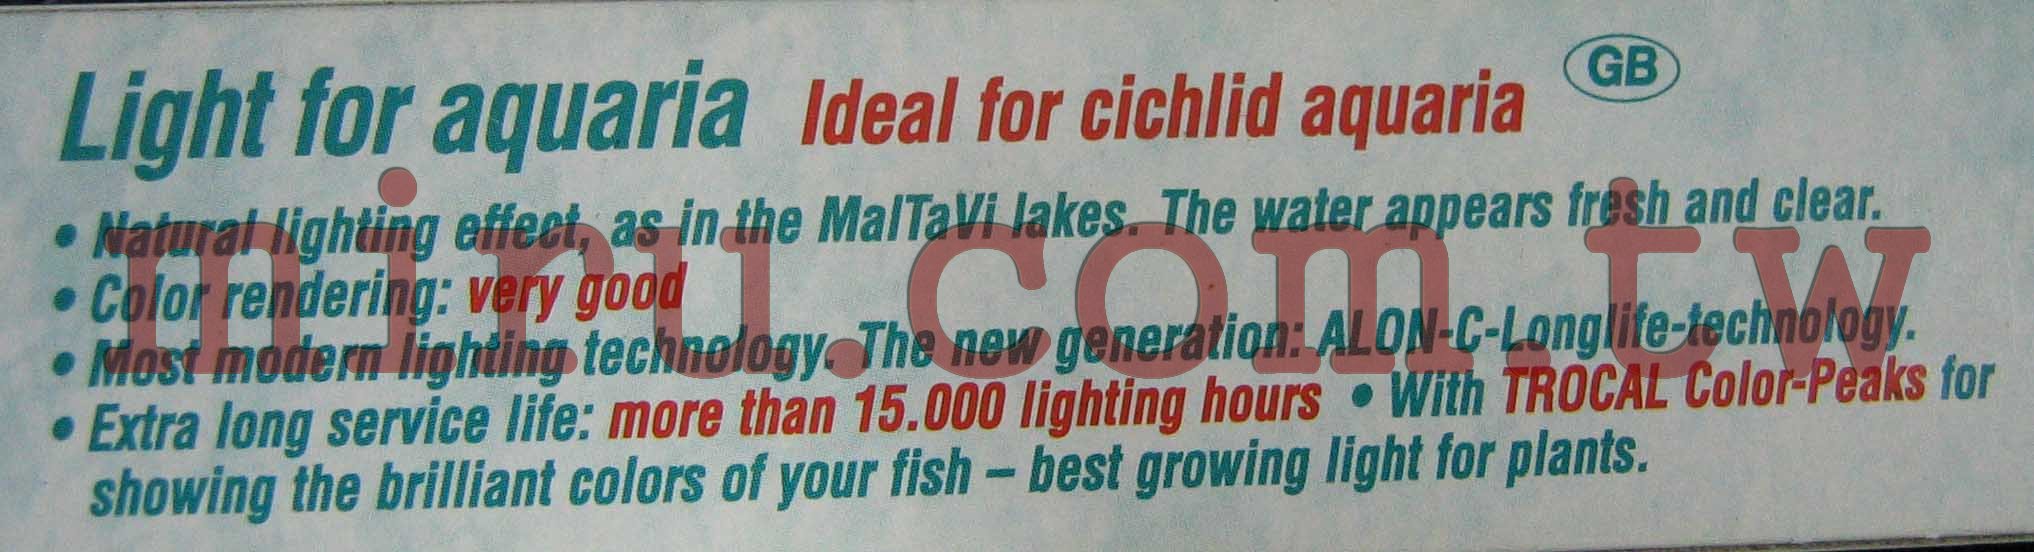 Light for aquaria Ideal for cichlid aquaria GB
• Natural lighting effect, as in the MalTaVi lakes. The water appears fresh and clear.
• Color rendering: very good
• Most modern lighting technology. The new generation: ALON-C-Longlife-technology.
• Extra long service life: more than 15.000 lighting hours • With TROCAL Color-Peaks for
showing the brilliant colors of your fish – best growing light for plants.
miru.com.tw